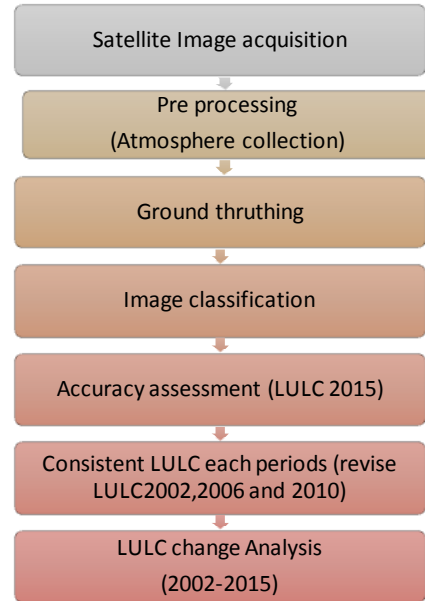 Satellite Image acquisition
Pre processing
(Atmosphere collection)
Ground thruthing
Image classification
Accuracy assessment (LULC 2015)
Consistent LULC each periods (revise
LULC2002,2006 and 2010)
LULC change Analysis
(2002-2015)